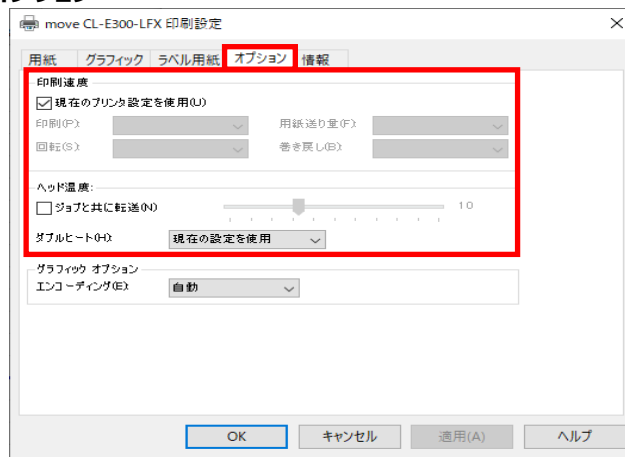 move CL-E300-LFX 印刷設定
用紙 グラフィック ラベル用紙 オプション 情報
印刷速度
現在のプリンタ設定を使用(U)
印刷(P): 用紙送り量(F):
回転(S): 巻き戻し(B):
ヘッド温度:
ジョブと共に転送(N) 10
ダブルヒート(H): 現在の設定を使用
グラフィック オプション
エンコーディング(E): 自動
OK キャンセル 適用(A) ヘルプ